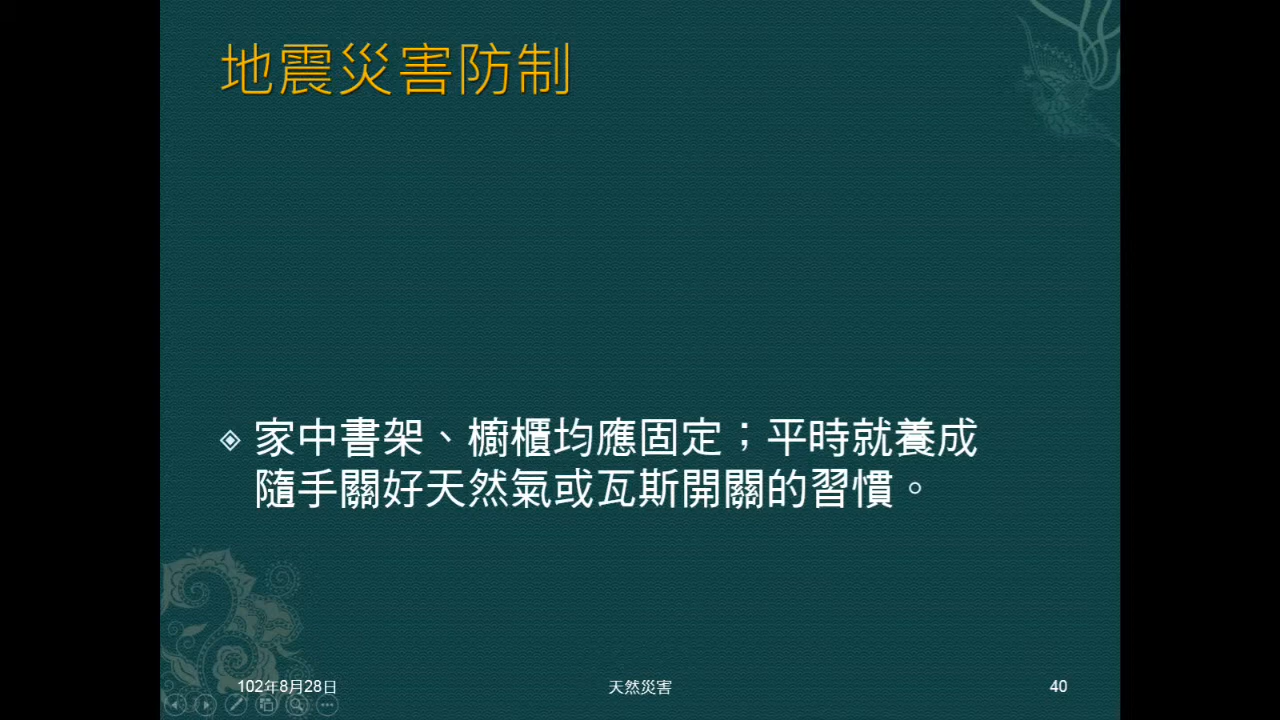 地震災害防制
家中書架、櫥櫃均應固定；平時就養成
隨手關好天然氣或瓦斯開關的習慣。
102年8月28日
天然災害
40